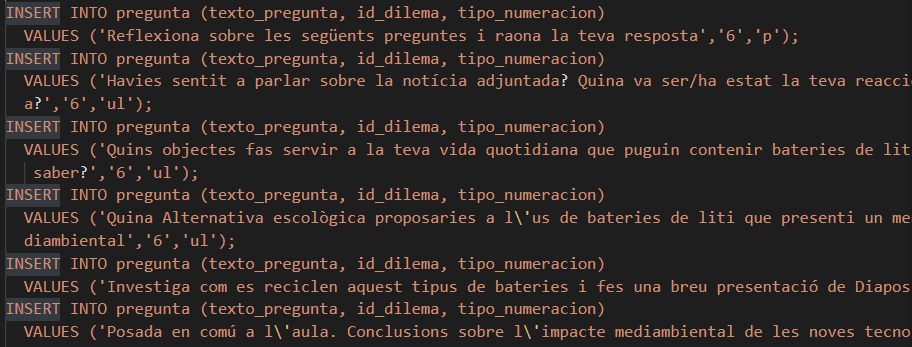 INSERT INTO pregunta (texto_pregunta, id_dilema, tipo_numeracion)
VALUES ('Reflexiona sobre les següents preguntes i raona la teva resposta','6','p');
INSERT INTO pregunta (texto_pregunta, id_dilema, tipo_numeracion)
VALUES ('Havies sentit a parlar sobre la notícia adjuntada? Quina va ser/ha estat la teva reacci
a?','6','ul');
INSERT INTO pregunta (texto_pregunta, id_dilema, tipo_numeracion)
VALUES ('Quins objectes fas servir a la teva vida quotidiana que puguin contenir bateries de lit
saber?','6','ul');
INSERT INTO pregunta (texto_pregunta, id_dilema, tipo_numeracion)
VALUES ('Quina Alternativa escològica proposaries a l\'us de bateries de liti que presenti un me
diambiental','6','ul');
INSERT INTO pregunta (texto_pregunta, id_dilema, tipo_numeracion)
VALUES ('Investiga com es reciclen aquest tipus de bateries i fes una breu presentació de Diapos
INSERT INTO pregunta (texto_pregunta, id_dilema, tipo_numeracion)
VALUES ('Posada en comú a l\'aula. Conclusions sobre l\'impacte mediambiental de les noves tecno